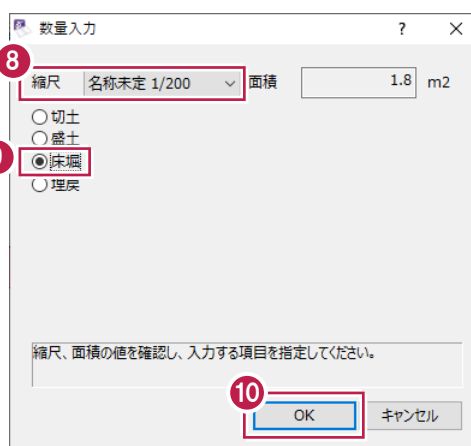 数量入力 ? ×
8
縮尺 名称未定 1/200 面積 1.8 m2
切土
盛土
床堀
埋戻
縮尺、面積の値を確認し、入力する項目を指定してください。
10
OK キャンセル